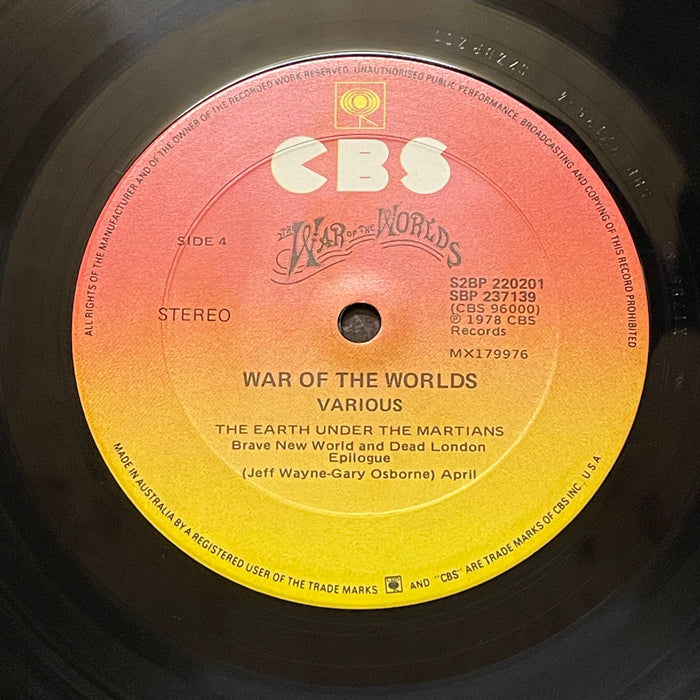 ALL RIGHTS OF THE MANUFACTURER AND OF THE OWNER OF THE RECORDED WORK RESERVED. UNAUTHORISED PUBLIC PERFORMANCE, BROADCASTING AND COPYING OF THIS RECORD PROHIBITED
CBS
SIDE 4
THE WAR OF THE WORLDS
S2BP 220201
SBP 237139
(CBS 96000)
STEREO
℗ 1978 CBS
Records
MX179976
WAR OF THE WORLDS
VARIOUS
THE EARTH UNDER THE MARTIANS
Brave New World and Dead London
Epilogue
(Jeff Wayne-Gary Osborne) April
MADE IN AUSTRALIA BY A REGISTERED USER OF THE TRADE MARKS AND "CBS" ARE TRADE MARKS OF CBS INC., U.S.A.